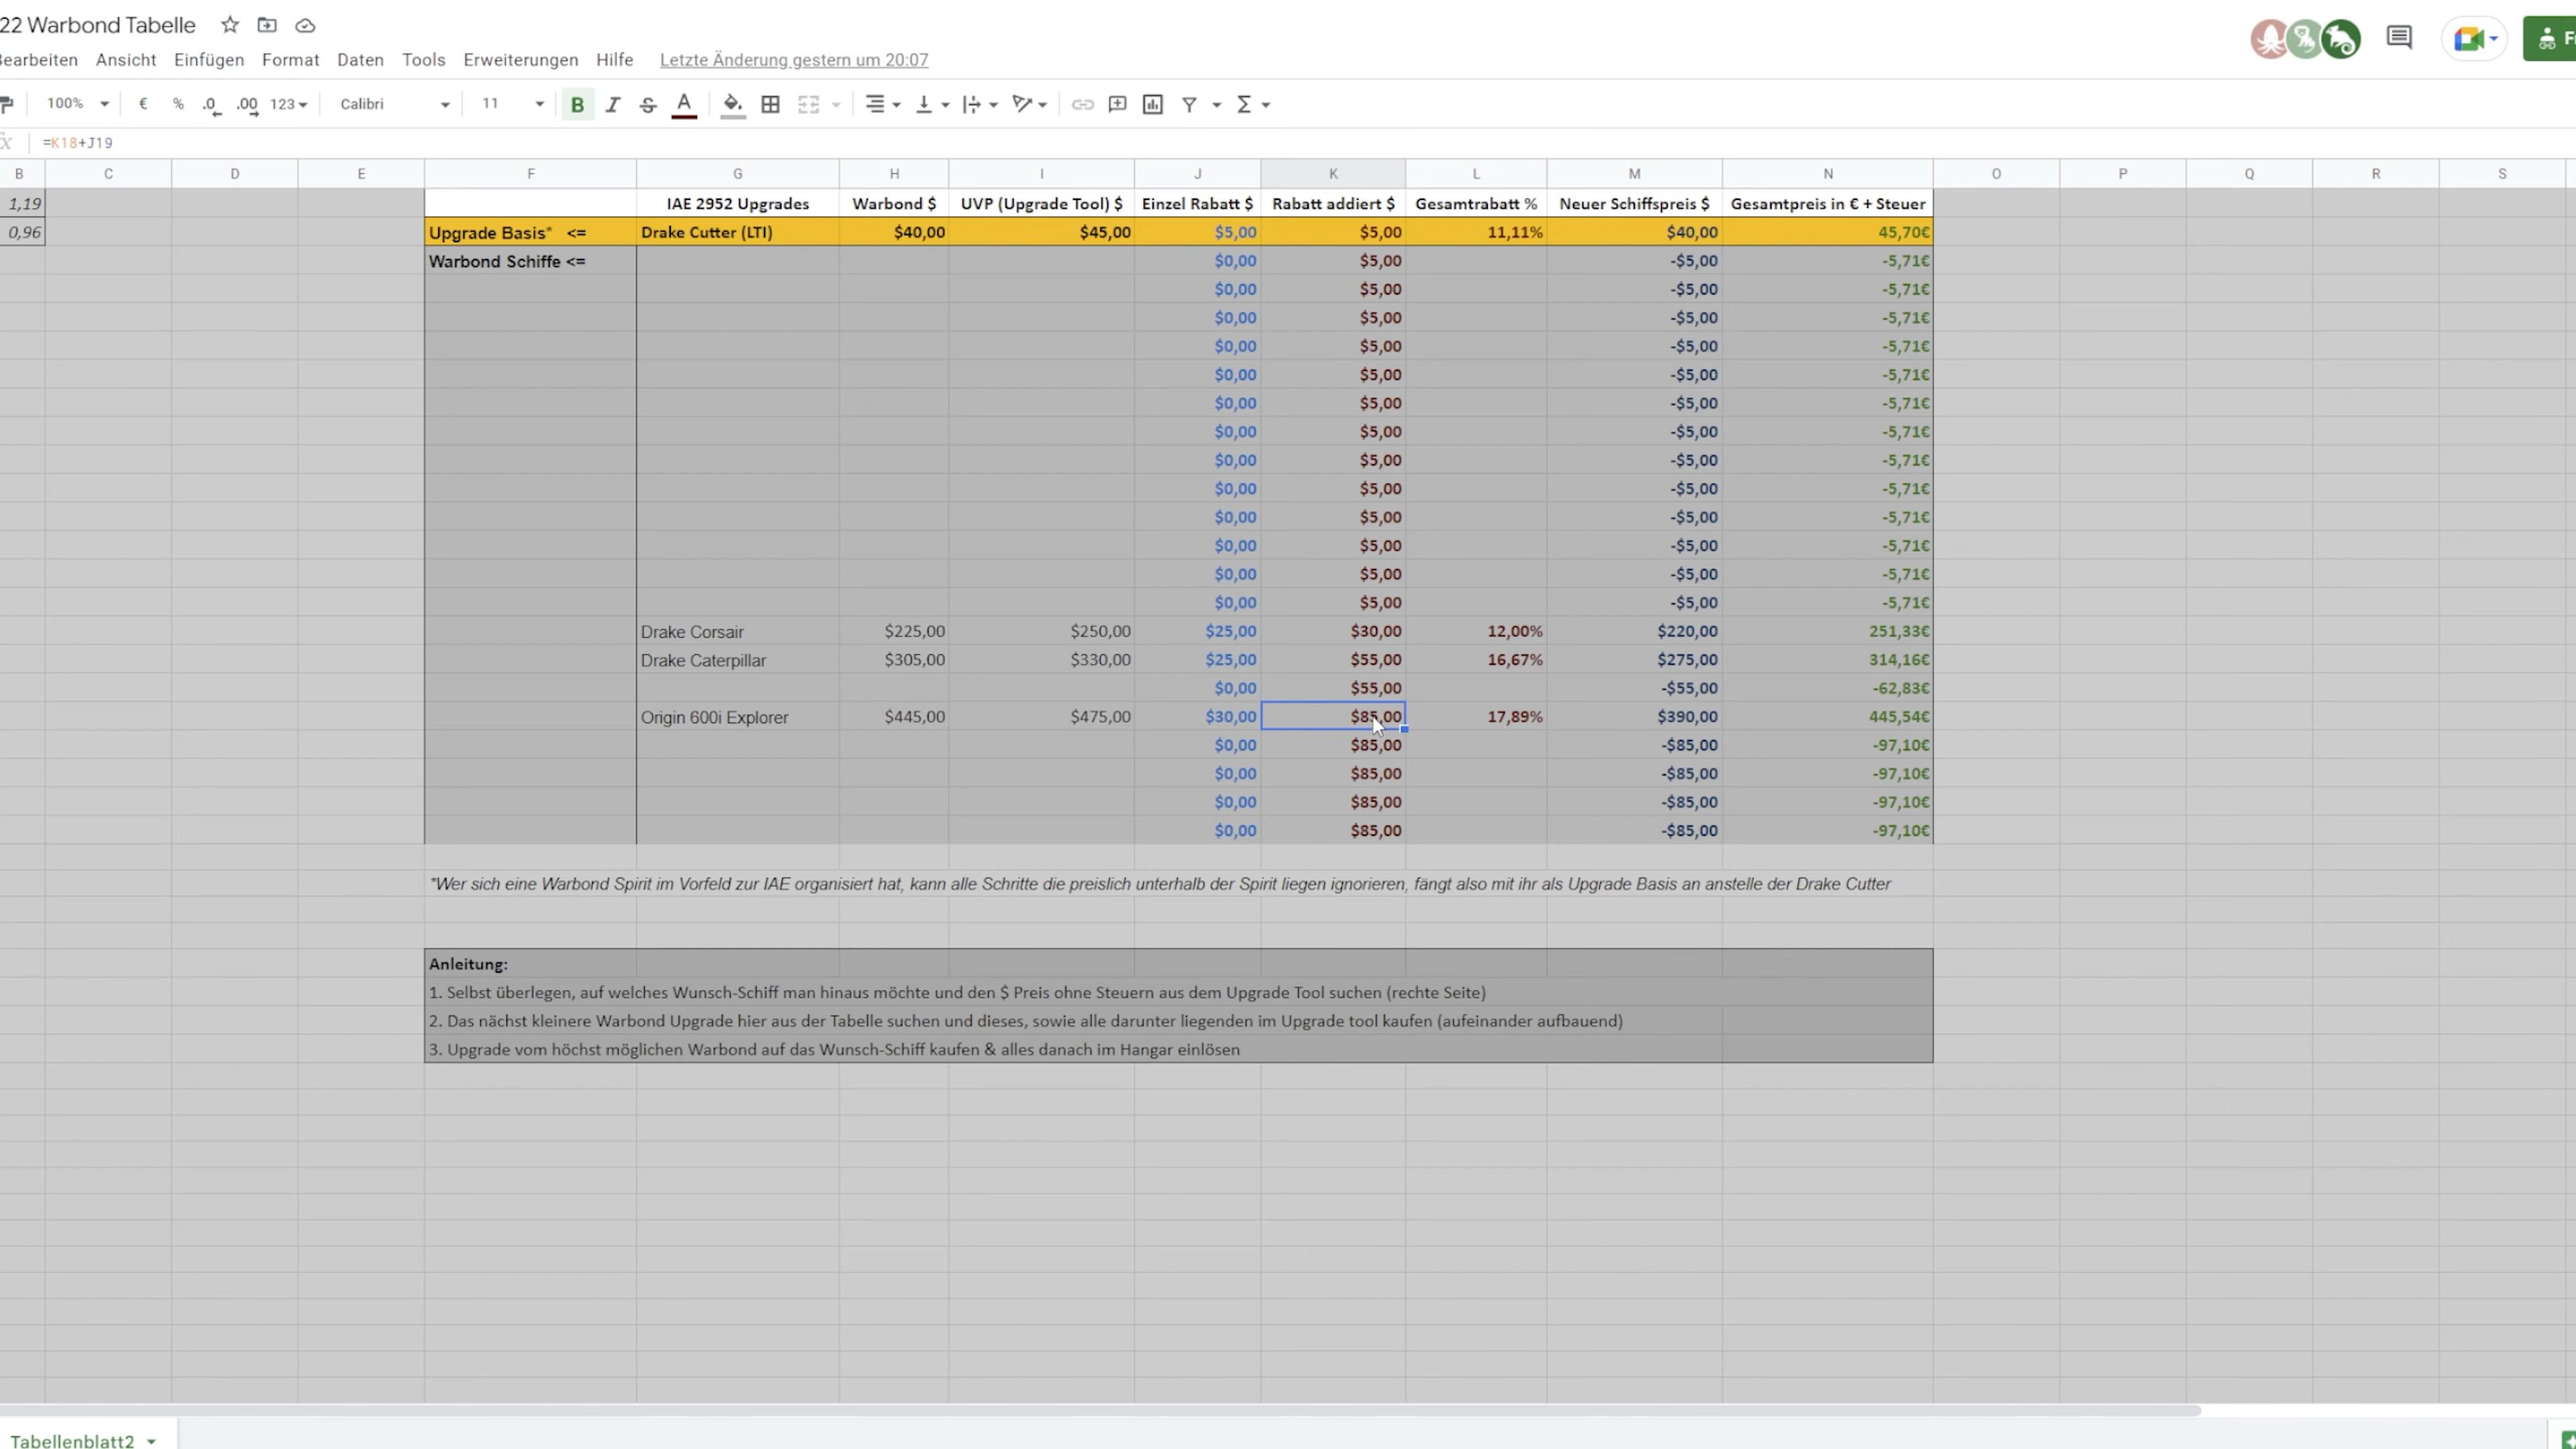 22 Warbond Tabelle
Bearbeiten Ansicht Einfügen Format Daten Tools Erweiterungen Hilfe Letzte Änderung gestern um 20:07
100% € % .0 .00 123 Calibri 11 B I S A Σ
=K18+J19
B C D E F G H I J K L M N O P Q R S
1,19 IAE 2952 Upgrades Warbond $ UVP (Upgrade Tool) $ Einzel Rabatt $ Rabatt addiert $ Gesamtrabatt % Neuer Schiffspreis $ Gesamtpreis in € + Steuer
0,96 Upgrade Basis* <= Drake Cutter (LTI) $40,00 $45,00 $5,00 $5,00 11,11% $40,00 45,70€
Warbond Schiffe <= $0,00 $5,00 -$5,00 -5,71€
$0,00 $5,00 -$5,00 -5,71€
$0,00 $5,00 -$5,00 -5,71€
$0,00 $5,00 -$5,00 -5,71€
$0,00 $5,00 -$5,00 -5,71€
$0,00 $5,00 -$5,00 -5,71€
$0,00 $5,00 -$5,00 -5,71€
$0,00 $5,00 -$5,00 -5,71€
$0,00 $5,00 -$5,00 -5,71€
$0,00 $5,00 -$5,00 -5,71€
$0,00 $5,00 -$5,00 -5,71€
$0,00 $5,00 -$5,00 -5,71€
$0,00 $5,00 -$5,00 -5,71€
Drake Corsair $225,00 $250,00 $25,00 $30,00 12,00% $220,00 251,33€
Drake Caterpillar $305,00 $330,00 $25,00 $55,00 16,67% $275,00 314,16€
$0,00 $55,00 -$55,00 -62,83€
Origin 600i Explorer $445,00 $475,00 $30,00 $85,00 17,89% $390,00 445,54€
$0,00 $85,00 -$85,00 -97,10€
$0,00 $85,00 -$85,00 -97,10€
$0,00 $85,00 -$85,00 -97,10€
$0,00 $85,00 -$85,00 -97,10€
*Wer sich eine Warbond Spirit im Vorfeld zur IAE organisiert hat, kann alle Schritte die preislich unterhalb der Spirit liegen ignorieren, fängt also mit ihr als Upgrade Basis an anstelle der Drake Cutter
Anleitung:
1. Selbst überlegen, auf welches Wunsch-Schiff man hinaus möchte und den $ Preis ohne Steuern aus dem Upgrade Tool suchen (rechte Seite)
2. Das nächst kleinere Warbond Upgrade hier aus der Tabelle suchen und dieses, sowie alle darunter liegenden im Upgrade tool kaufen (aufeinander aufbauend)
3. Upgrade vom höchst möglichen Warbond auf das Wunsch-Schiff kaufen & alles danach im Hangar einlösen
Tabellenblatt2